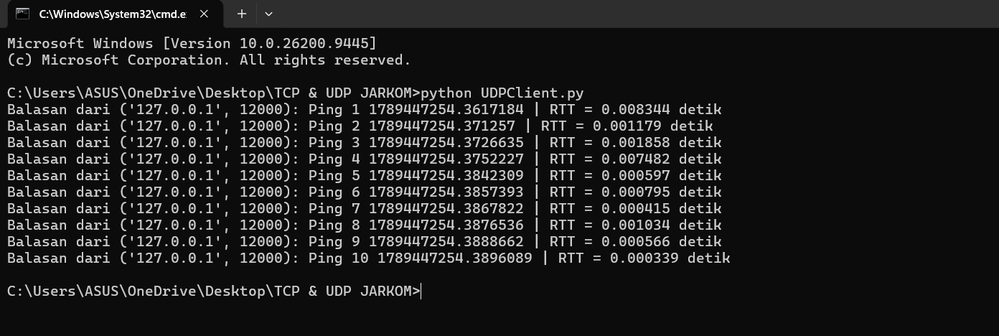 C:\Windows\System32\cmd.e
Microsoft Windows [Version 10.0.26200.9445]
(c) Microsoft Corporation. All rights reserved.
C:\Users\ASUS\OneDrive\Desktop\TCP & UDP JARKOM>python UDPClient.py
Balasan dari ('127.0.0.1', 12000): Ping 1 1789447254.3617184 | RTT = 0.008344 detik
Balasan dari ('127.0.0.1', 12000): Ping 2 1789447254.371257 | RTT = 0.001179 detik
Balasan dari ('127.0.0.1', 12000): Ping 3 1789447254.3726635 | RTT = 0.001858 detik
Balasan dari ('127.0.0.1', 12000): Ping 4 1789447254.3752227 | RTT = 0.007482 detik
Balasan dari ('127.0.0.1', 12000): Ping 5 1789447254.3842309 | RTT = 0.000597 detik
Balasan dari ('127.0.0.1', 12000): Ping 6 1789447254.3857393 | RTT = 0.000795 detik
Balasan dari ('127.0.0.1', 12000): Ping 7 1789447254.3867822 | RTT = 0.000415 detik
Balasan dari ('127.0.0.1', 12000): Ping 8 1789447254.3876536 | RTT = 0.001034 detik
Balasan dari ('127.0.0.1', 12000): Ping 9 1789447254.3888662 | RTT = 0.000566 detik
Balasan dari ('127.0.0.1', 12000): Ping 10 1789447254.3896089 | RTT = 0.000339 detik
C:\Users\ASUS\OneDrive\Desktop\TCP & UDP JARKOM>